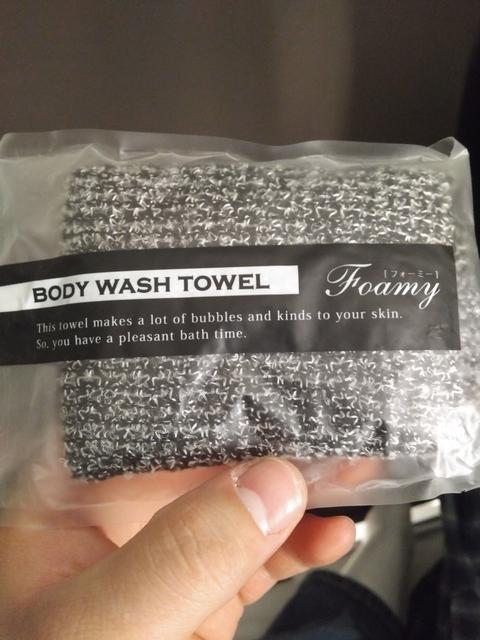 BODY WASH TOWEL
[フォーミー]
Foamy
This towel makes a lot of bubbles and kinds to your skin.
So, you have a pleasant bath time.